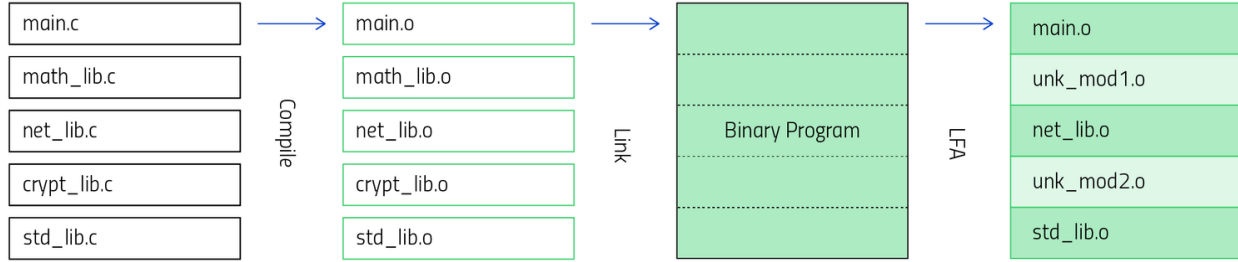 main.c
math_lib.c
net_lib.c
crypt_lib.c
std_lib.c
Compile
main.o
math_lib.o
net_lib.o
crypt_lib.o
std_lib.o
Link
Binary Program
LFA
main.o
unk_mod1.o
net_lib.o
unk_mod2.o
std_lib.o